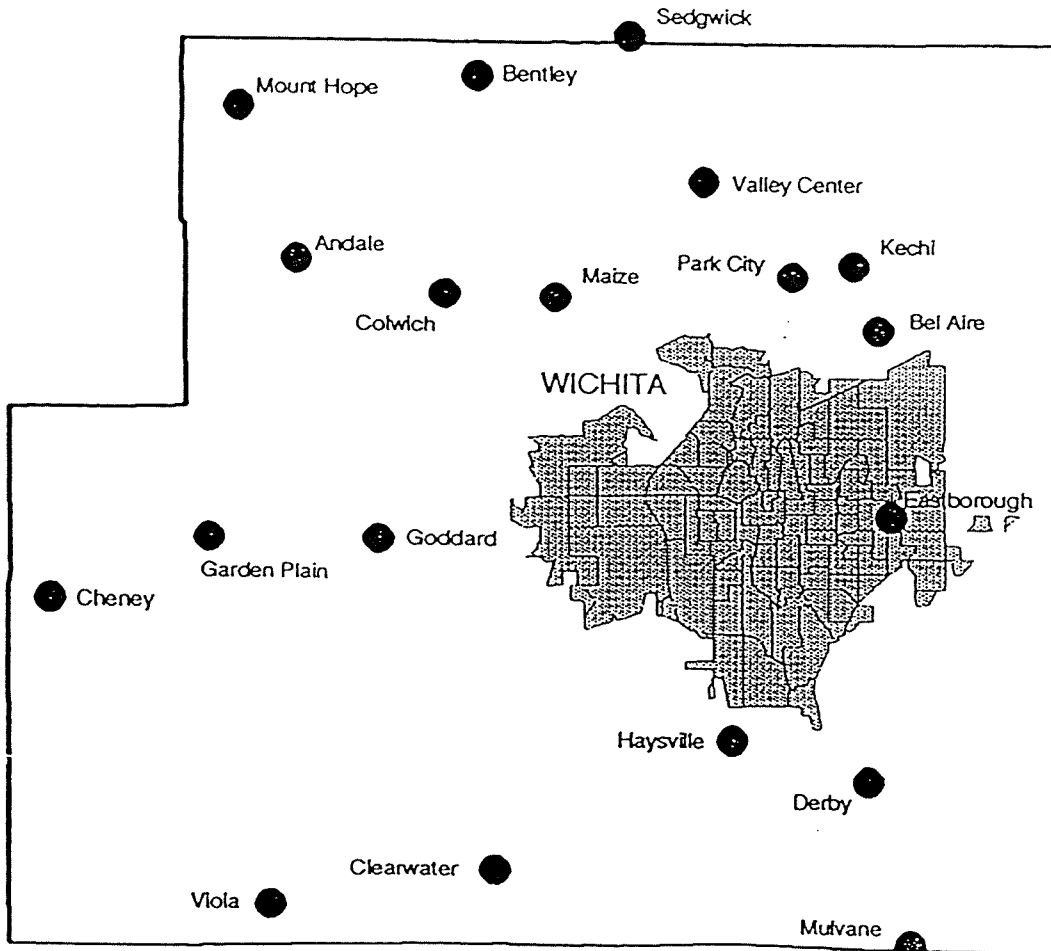 Sedgwick
Bentley
Mount Hope
Valley Center
Andale
Kechi
Park City
Maize
Colwich
Bel Aire
WICHITA
Eastborough
Goddard
Garden Plain
Cheney
Haysville
Derby
Clearwater
Viola
Mulvane